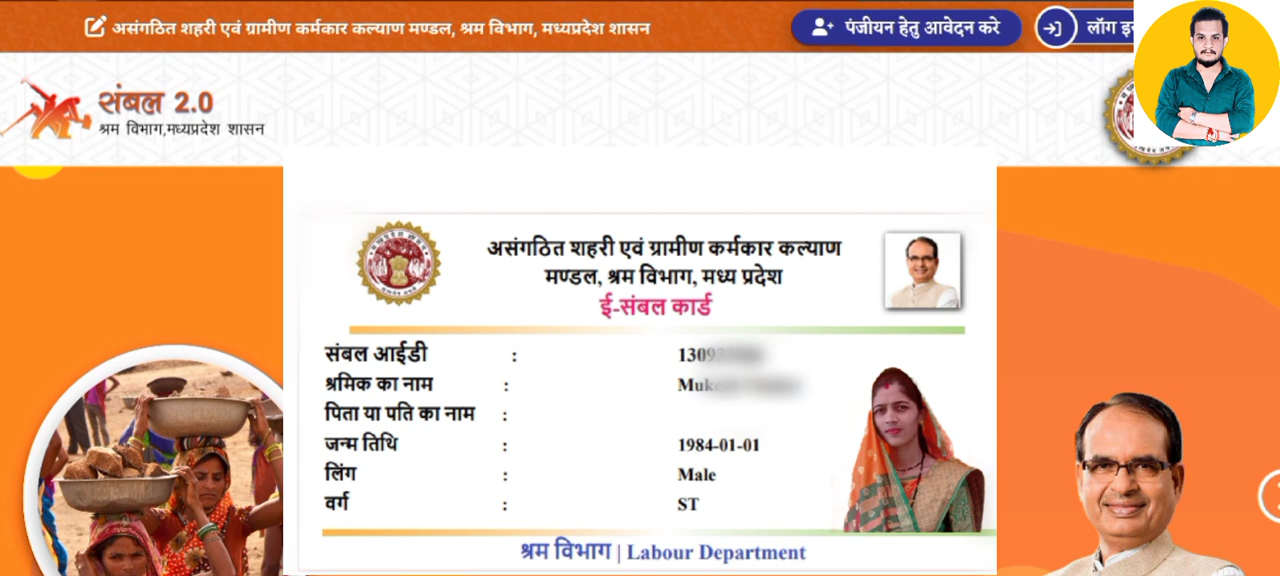 असंगठित शहरी एवं ग्रामीण कर्मकार कल्याण मण्डल, श्रम विभाग, मध्यप्रदेश शासन
पंजीयन हेतु आवेदन करे
लॉग
संबल 2.0
श्रम विभाग,मध्यप्रदेश शासन
असंगठित शहरी एवं ग्रामीण कर्मकार कल्याण
मण्डल, श्रम विभाग, मध्य प्रदेश
ई-संबल कार्ड
संबल आईडी :
श्रमिक का नाम :
पिता या पति का नाम :
जन्म तिथि : 1984-01-01
लिंग : Male
वर्ग : ST
श्रम विभाग | Labour Department